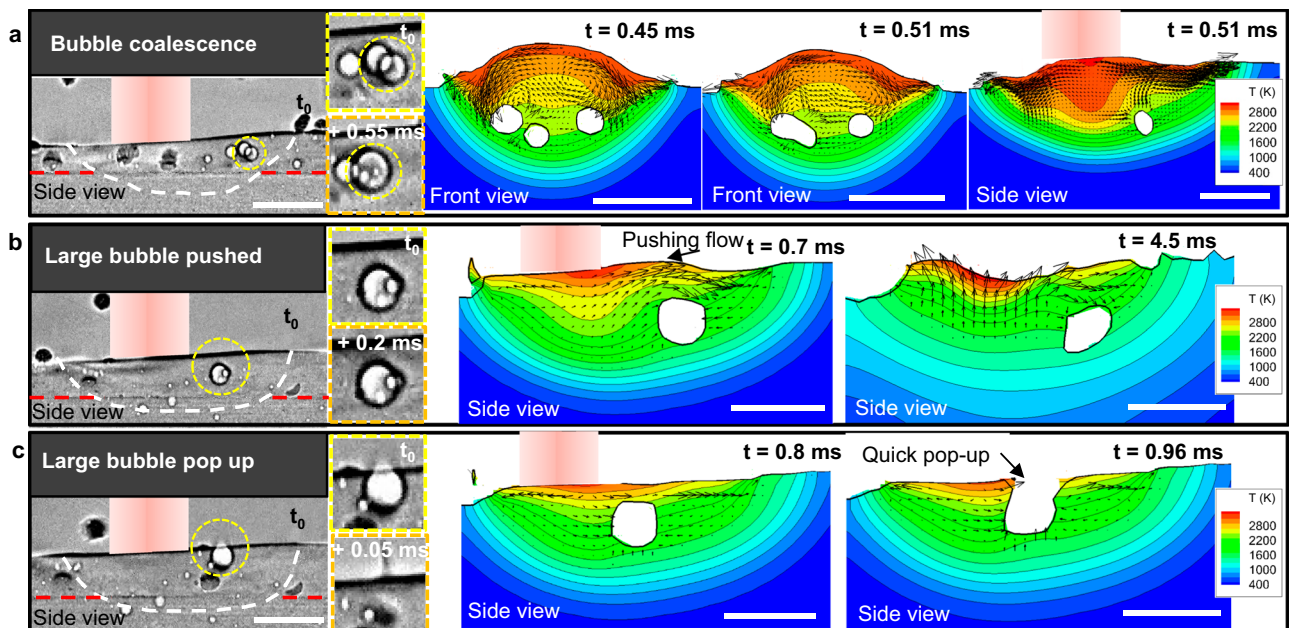 a
Bubble coalescence
t0
Side view
t0
+ 0.55 ms
t = 0.45 ms
Front view
t = 0.51 ms
Front view
t = 0.51 ms
Side view
T (K)
2800
2200
1600
1000
400
b
Large bubble pushed
t0
Side view
t0
+ 0.2 ms
Pushing flow
t = 0.7 ms
Side view
t = 4.5 ms
Side view
T (K)
2800
2200
1600
1000
400
c
Large bubble pop up
t0
Side view
t0
+ 0.05 ms
t = 0.8 ms
Side view
Quick pop-up
t = 0.96 ms
Side view
T (K)
2800
2200
1600
1000
400